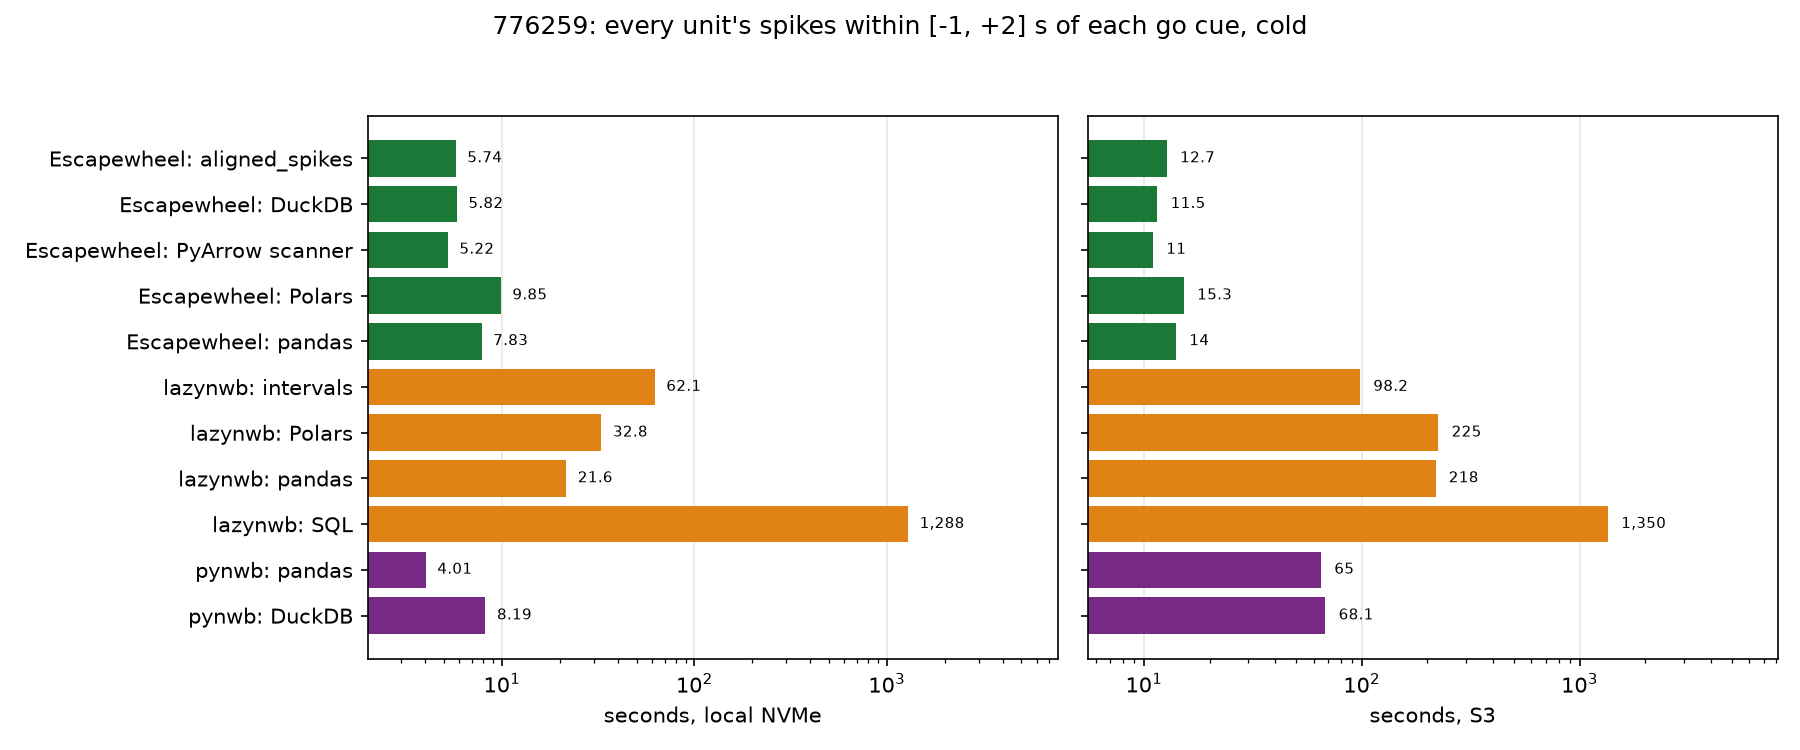 776259: every unit's spikes within [-1, +2] s of each go cue, cold
Escapewheel: aligned_spikes 5.74 12.7
Escapewheel: DuckDB 5.82 11.5
Escapewheel: PyArrow scanner 5.22 11
Escapewheel: Polars 9.85 15.3
Escapewheel: pandas 7.83 14
lazynwb: intervals 62.1 98.2
lazynwb: Polars 32.8 225
lazynwb: pandas 21.6 218
lazynwb: SQL 1,288 1,350
pynwb: pandas 4.01 65
pynwb: DuckDB 8.19 68.1
10¹ 10² 10³ 10¹ 10² 10³
seconds, local NVMe seconds, S3